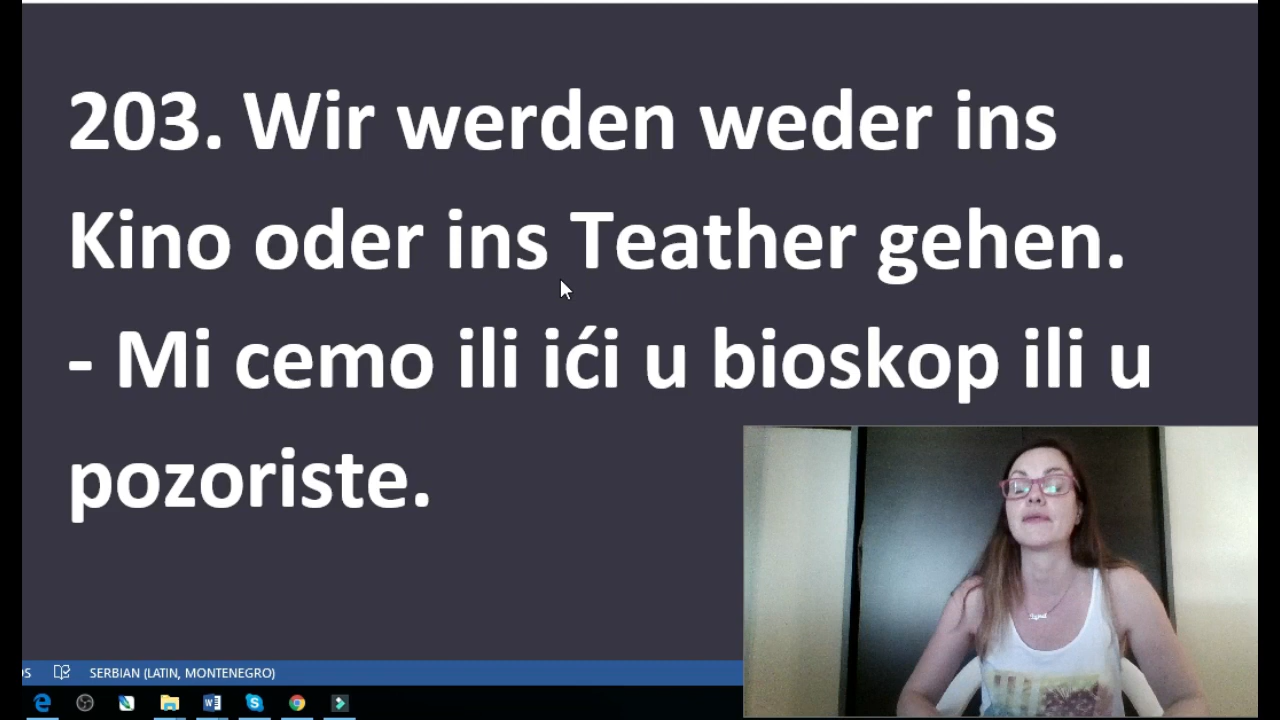 203. Wir werden weder ins
Kino oder ins Teather gehen.
- Mi cemo ili ići u bioskop ili u
pozoriste.
SERBIAN (LATIN, MONTENEGRO)